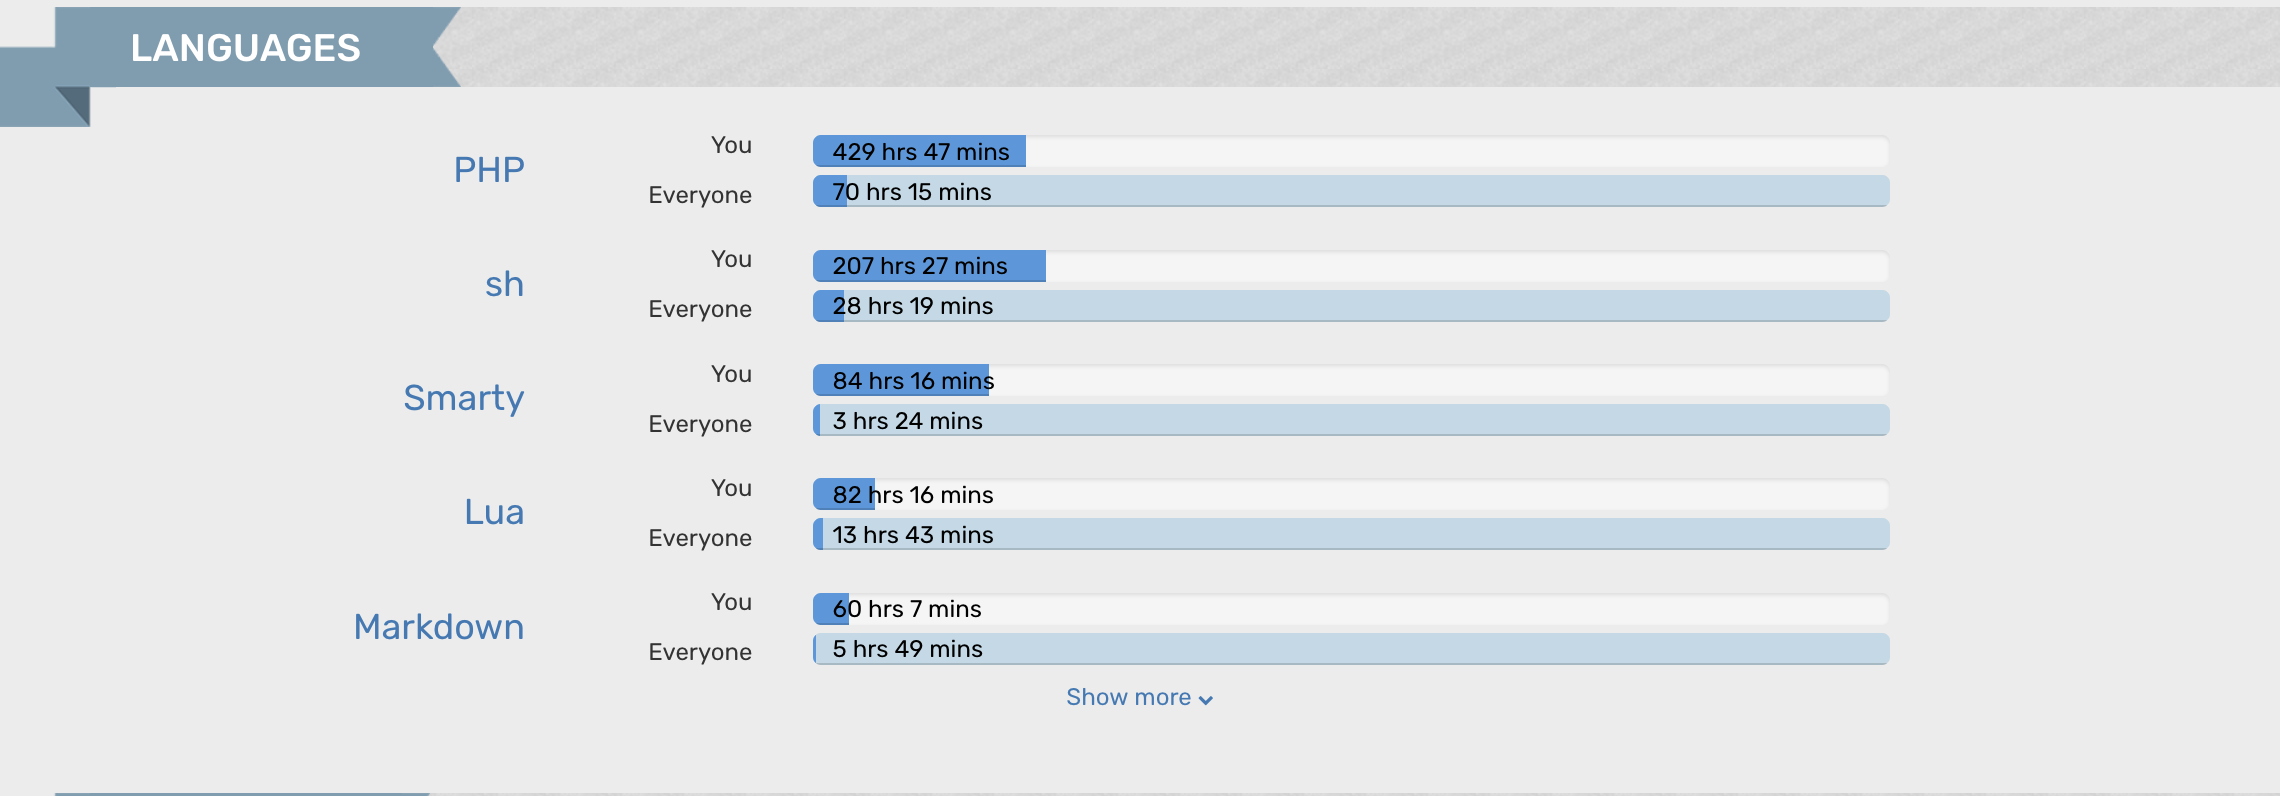 LANGUAGES
PHP
You
429 hrs 47 mins
Everyone
70 hrs 15 mins
sh
You
207 hrs 27 mins
Everyone
28 hrs 19 mins
Smarty
You
84 hrs 16 mins
Everyone
3 hrs 24 mins
Lua
You
82 hrs 16 mins
Everyone
13 hrs 43 mins
Markdown
You
60 hrs 7 mins
Everyone
5 hrs 49 mins
Show more